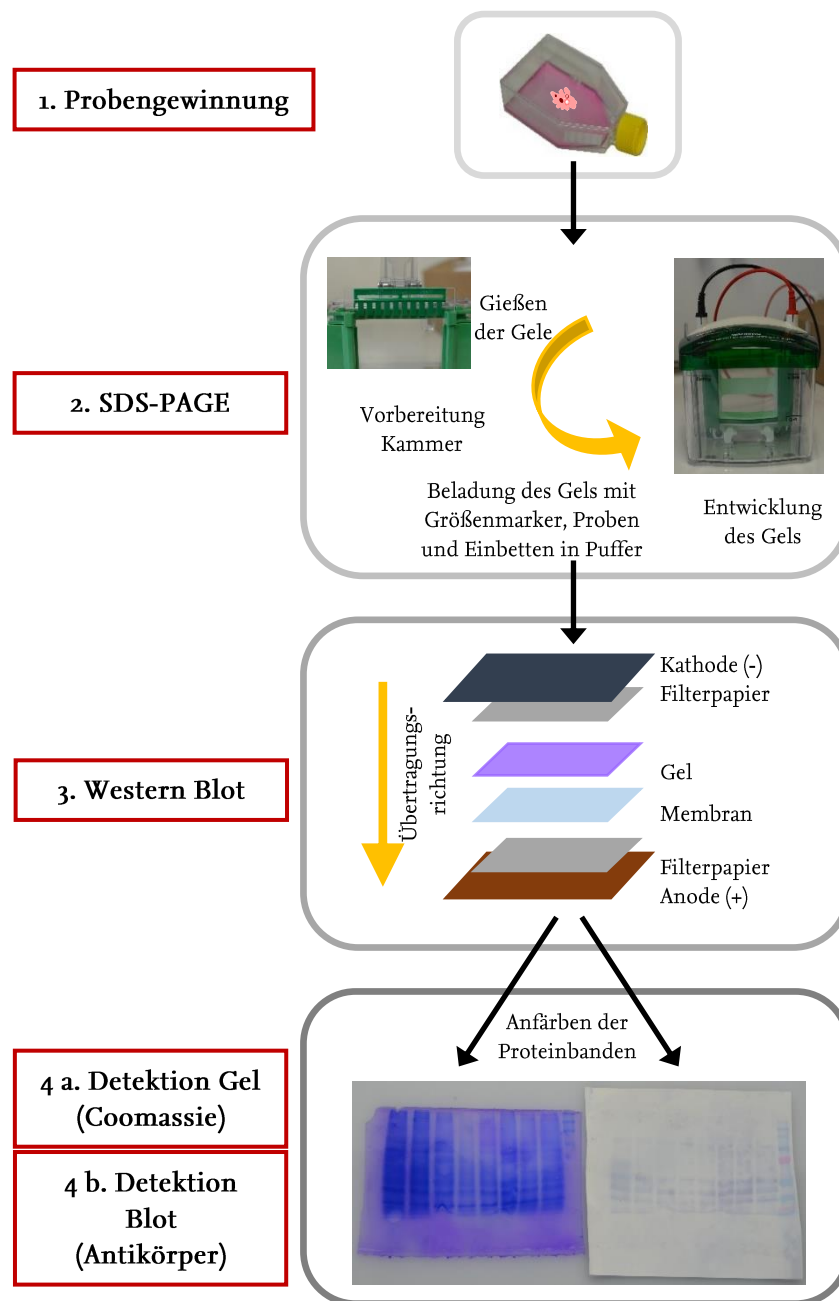 1. Probengewinnung
Gießen
der Gele
2. SDS-PAGE
Vorbereitung
Kammer
Beladung des Gels mit
Größenmarker, Proben
und Einbetten in Puffer
Entwicklung
des Gels
3. Western Blot
Übertragungs-
richtung
Kathode (-)
Filterpapier
Gel
Membran
Filterpapier
Anode (+)
Anfärben der
Proteinbanden
4 a. Detektion Gel
(Coomassie)
4 b. Detektion
Blot
(Antikörper)